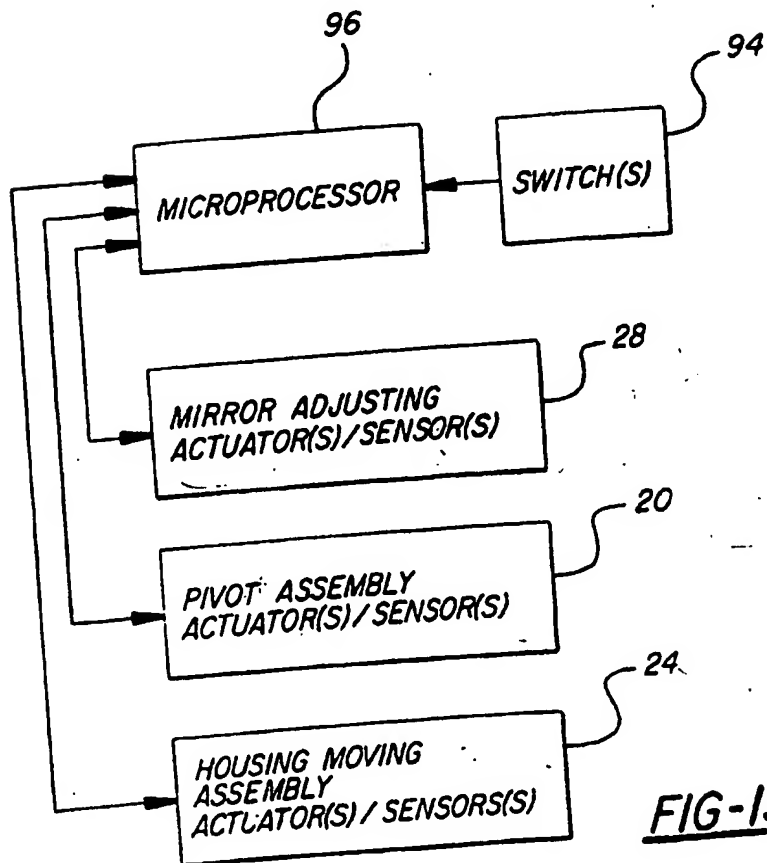 96
94
MICROPROCESSOR
SWITCH(S)
28
MIRROR ADJUSTING
ACTUATOR(S)/SENSOR(S)
20
PIVOT ASSEMBLY
ACTUATOR(S)/SENSOR(S)
24
HOUSING MOVING
ASSEMBLY
ACTUATOR(S)/SENSORS(S)